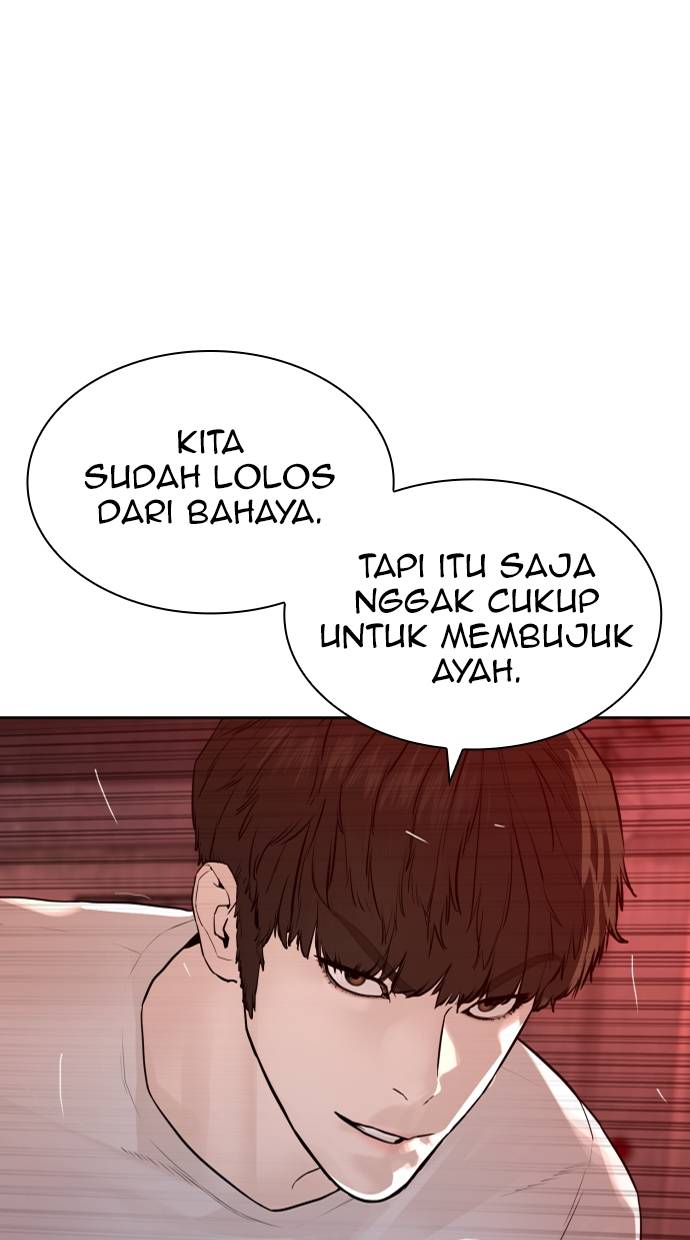 KITA
SUDAH LOLOS
DARI BAHAYA.
TAPI ITU SAJA
NGGAK CUKUP
UNTUK MEMBUJUK
AYAH.